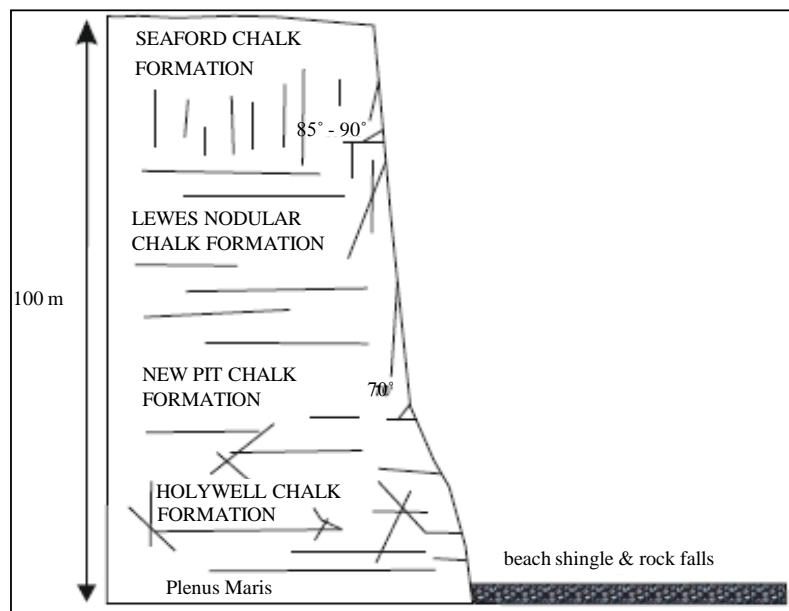 SEAFORD CHALK
FORMATION
85° - 90°
LEWES NODULAR
CHALK FORMATION
100 m
NEW PIT CHALK
FORMATION
70°
HOLYWELL CHALK
FORMATION
beach shingle & rock falls
Plenus Maris